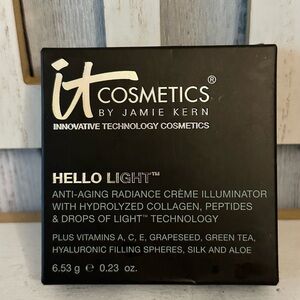 it COSMETICS®
BY JAMIE KERN
INNOVATIVE TECHNOLOGY COSMETICS
HELLO LIGHT™
ANTI-AGING RADIANCE CRÈME ILLUMINATOR
WITH HYDROLYZED COLLAGEN, PEPTIDES
& DROPS OF LIGHT™ TECHNOLOGY
PLUS VITAMINS A, C, E, GRAPESEED, GREEN TEA,
HYALURONIC FILLING SPHERES, SILK AND ALOE
6.53 g ℮ 0.23 oz.